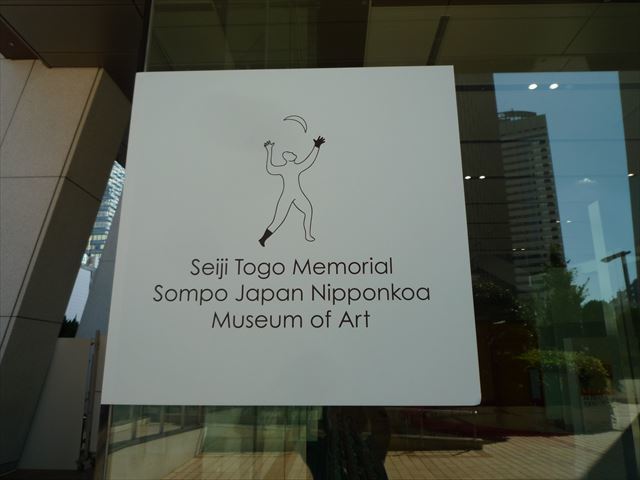 Seiji Togo Memorial
Sompo Japan Nipponkoa
Museum of Art